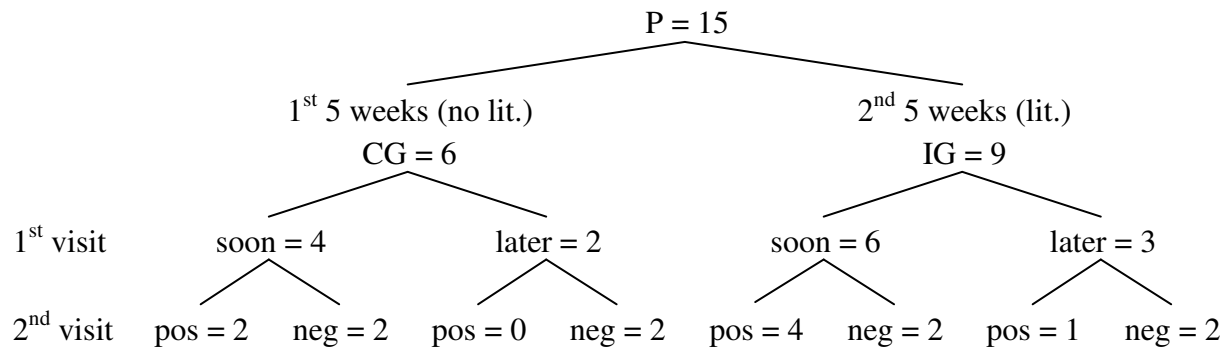 P = 15
1st 5 weeks (no lit.) 2nd 5 weeks (lit.)
CG = 6 IG = 9
1st visit soon = 4 later = 2 soon = 6 later = 3
2nd visit pos = 2 neg = 2 pos = 0 neg = 2 pos = 4 neg = 2 pos = 1 neg = 2